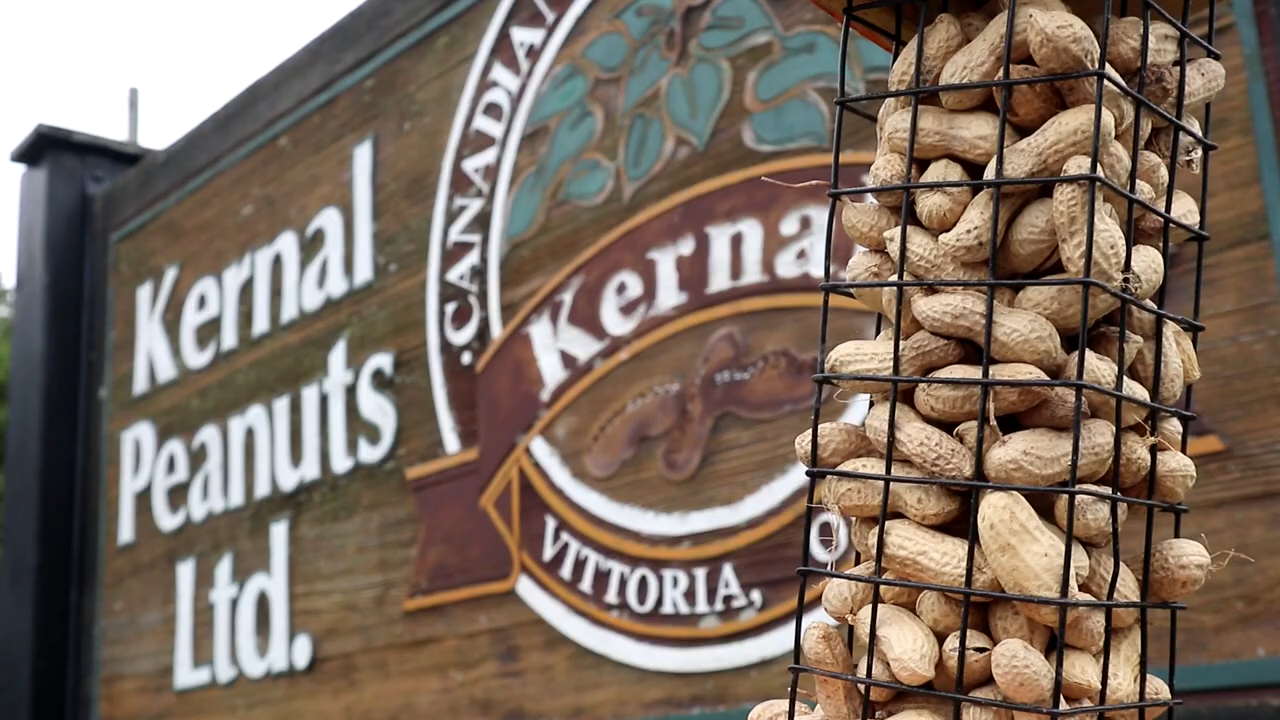 Kernal
Peanuts
Ltd.
·CANADIA
Kerna
VITTORIA, O